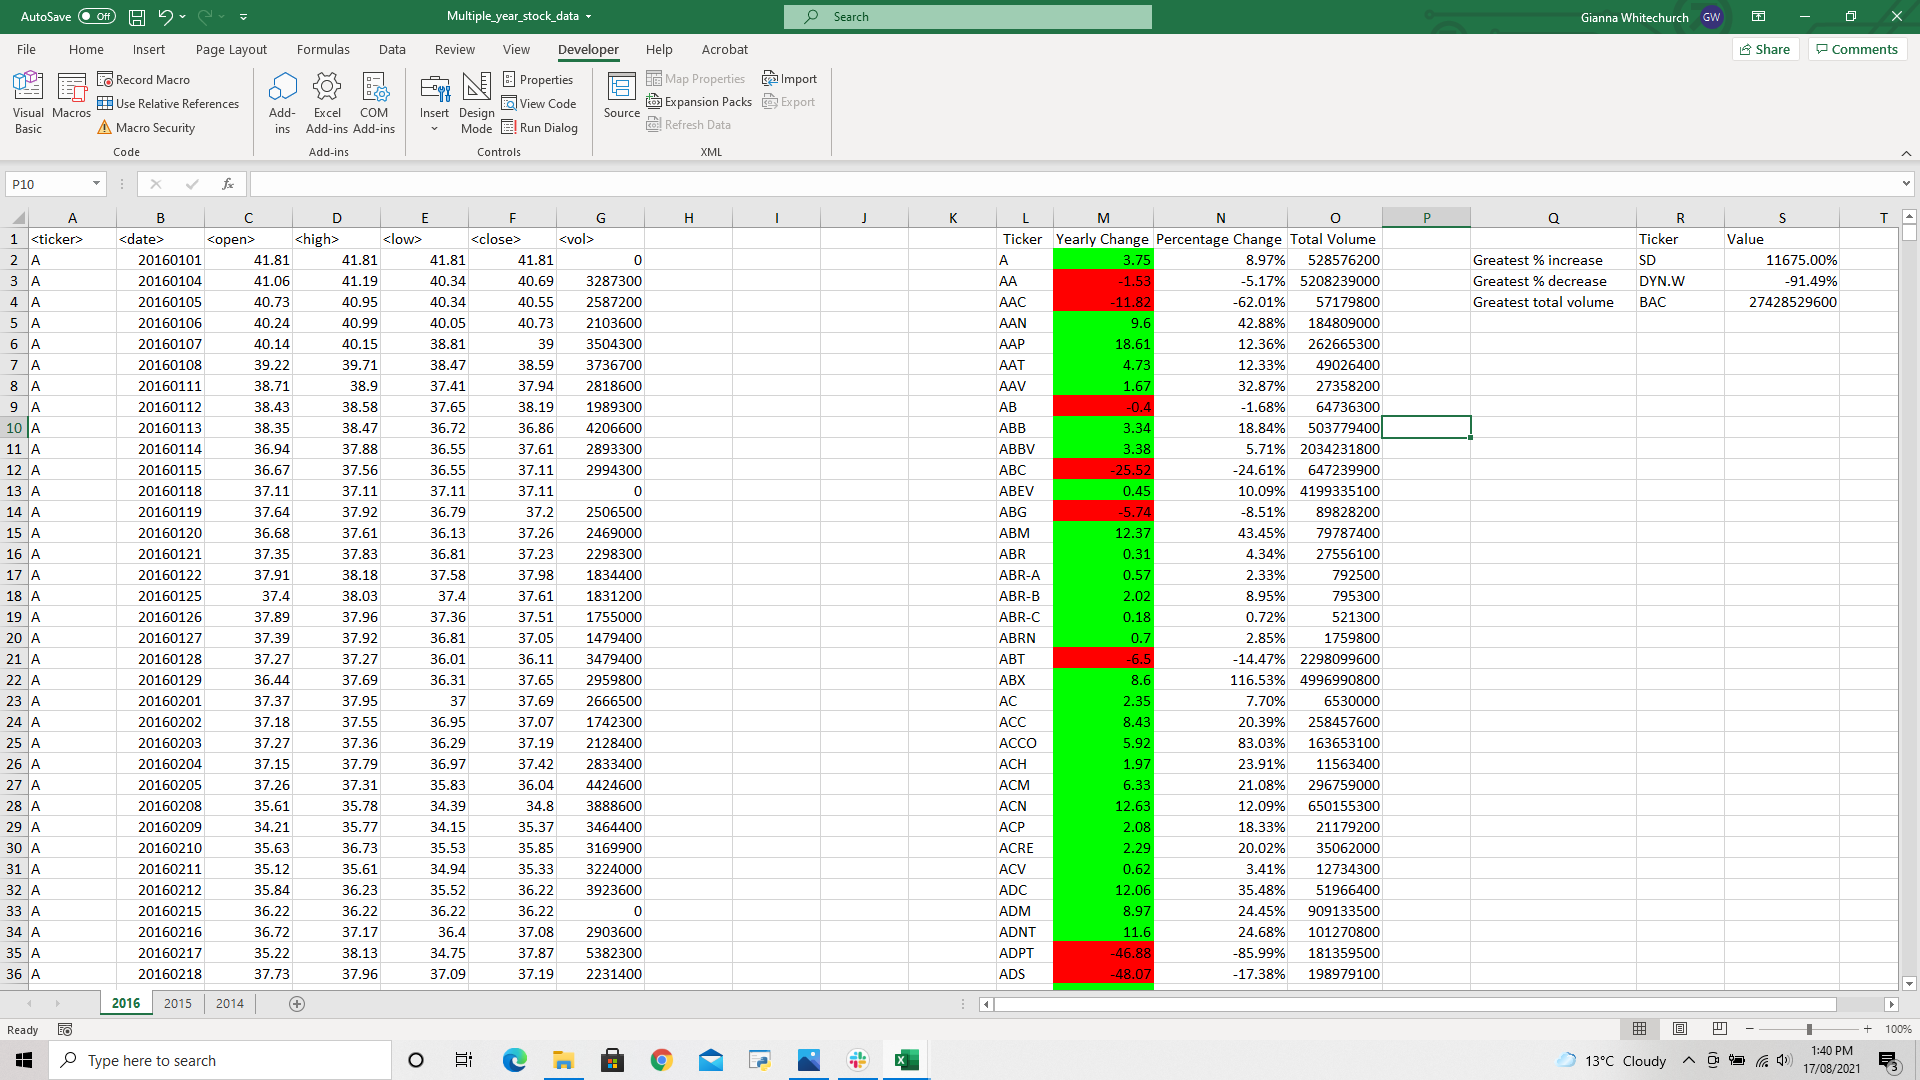 AutoSave Off Multiple_year_stock_data Search Gianna Whitechurch GW
File Home Insert Page Layout Formulas Data Review View Developer Help Acrobat Share Comments
Visual Basic Macros Record Macro Use Relative References Macro Security Code
Add-ins Excel Add-ins COM Add-ins Add-ins
Insert Design Mode Properties View Code Run Dialog Controls
Source Map Properties Expansion Packs Refresh Data Import Export XML
P10 fx
A B C D E F G H I J K L M N O P Q R S T
1 <ticker> <date> <open> <high> <low> <close> <vol> Ticker Yearly Change Percentage Change Total Volume Ticker Value
2 A 20160101 41.81 41.81 41.81 41.81 0 A 3.75 8.97% 528576200 Greatest % increase SD 11675.00%
3 A 20160104 41.06 41.19 40.34 40.69 3287300 AA -1.53 -5.17% 5208239000 Greatest % decrease DYN.W -91.49%
4 A 20160105 40.73 40.95 40.34 40.55 2587200 AAC -11.82 -62.01% 57179800 Greatest total volume BAC 27428529600
5 A 20160106 40.24 40.99 40.05 40.73 2103600 AAN 9.6 42.88% 184809000
6 A 20160107 40.14 40.15 38.81 39 3504300 AAP 18.61 12.36% 262665300
7 A 20160108 39.22 39.71 38.47 38.59 3736700 AAT 4.73 12.33% 49026400
8 A 20160111 38.71 38.9 37.41 37.94 2818600 AAV 1.67 32.87% 27358200
9 A 20160112 38.43 38.58 37.65 38.19 1989300 AB -0.4 -1.68% 64736300
10 A 20160113 38.35 38.47 36.72 36.86 4206600 ABB 3.34 18.84% 503779400
11 A 20160114 36.94 37.88 36.55 37.61 2893300 ABBV 3.38 5.71% 2034231800
12 A 20160115 36.67 37.56 36.55 37.11 2994300 ABC -25.52 -24.61% 647239900
13 A 20160118 37.11 37.11 37.11 37.11 0 ABEV 0.45 10.09% 4199335100
14 A 20160119 37.64 37.92 36.79 37.2 2506500 ABG -5.74 -8.51% 89828200
15 A 20160120 36.68 37.61 36.13 37.26 2469000 ABM 12.37 43.45% 79787400
16 A 20160121 37.35 37.83 36.81 37.23 2298300 ABR 0.31 4.34% 27556100
17 A 20160122 37.91 38.18 37.58 37.98 1834400 ABR-A 0.57 2.33% 792500
18 A 20160125 37.4 38.03 37.4 37.61 1831200 ABR-B 2.02 8.95% 795300
19 A 20160126 37.89 37.96 37.36 37.51 1755000 ABR-C 0.18 0.72% 521300
20 A 20160127 37.39 37.92 36.81 37.05 1479400 ABRN 0.7 2.85% 1759800
21 A 20160128 37.27 37.27 36.01 36.11 3479400 ABT -6.5 -14.47% 2298099600
22 A 20160129 36.44 37.69 36.31 37.65 2959800 ABX 8.6 116.53% 4996990800
23 A 20160201 37.37 37.95 37 37.69 2666500 AC 2.35 7.70% 6530000
24 A 20160202 37.18 37.55 36.95 37.07 1742300 ACC 8.43 20.39% 258457600
25 A 20160203 37.27 37.36 36.29 37.19 2128400 ACCO 5.92 83.03% 163653100
26 A 20160204 37.15 37.79 36.97 37.42 2833400 ACH 1.97 23.91% 11563400
27 A 20160205 37.26 37.31 35.83 36.04 4424600 ACM 6.33 21.08% 296759000
28 A 20160208 35.61 35.78 34.39 34.8 3888600 ACN 12.63 12.09% 650155300
29 A 20160209 34.21 35.77 34.15 35.37 3464400 ACP 2.08 18.33% 21179200
30 A 20160210 35.63 36.73 35.53 35.85 3169900 ACRE 2.29 20.02% 35062000
31 A 20160211 35.12 35.61 34.94 35.33 3224000 ACV 0.62 3.41% 12734300
32 A 20160212 35.84 36.23 35.52 36.22 3923600 ADC 12.06 35.48% 51966400
33 A 20160215 36.22 36.22 36.22 36.22 0 ADM 8.97 24.45% 909133500
34 A 20160216 36.72 37.17 36.4 37.08 2903600 ADNT 11.6 24.68% 101270800
35 A 20160217 35.22 38.13 34.75 37.87 5382300 ADPT -46.88 -85.99% 181359500
36 A 20160218 37.73 37.96 37.09 37.19 2231400 ADS -48.07 -17.38% 198979100
2016 2015 2014
Ready 100%
Type here to search 13°C Cloudy 1:40 PM 17/08/2021 3